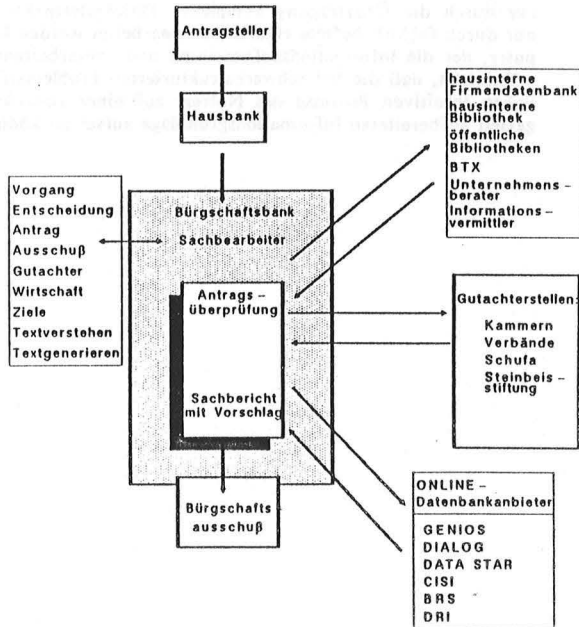 Antragsteller
Hausbank
hausinterne
Firmendatenbank
hausinterne
Bibliothek
öffentliche
Bibliotheken
BTX
Unternehmens-
berater
Informations-
vermittler
Vorgang
Entscheidung
Antrag
Ausschuß
Gutachter
Wirtschaft
Ziele
Textverstehen
Textgenerieren
Bürgschaftsbank
Sachbearbeiter
Antrags-
überprüfung
Sachbericht
mit Vorschlag
Gutachterstellen:
Kammern
Verbände
Schufa
Steinbeis-
stiftung
Bürgschafts
ausschuß
ONLINE-
Datenbankanbieter
GENIOS
DIALOG
DATA STAR
CISI
BRS
DRI